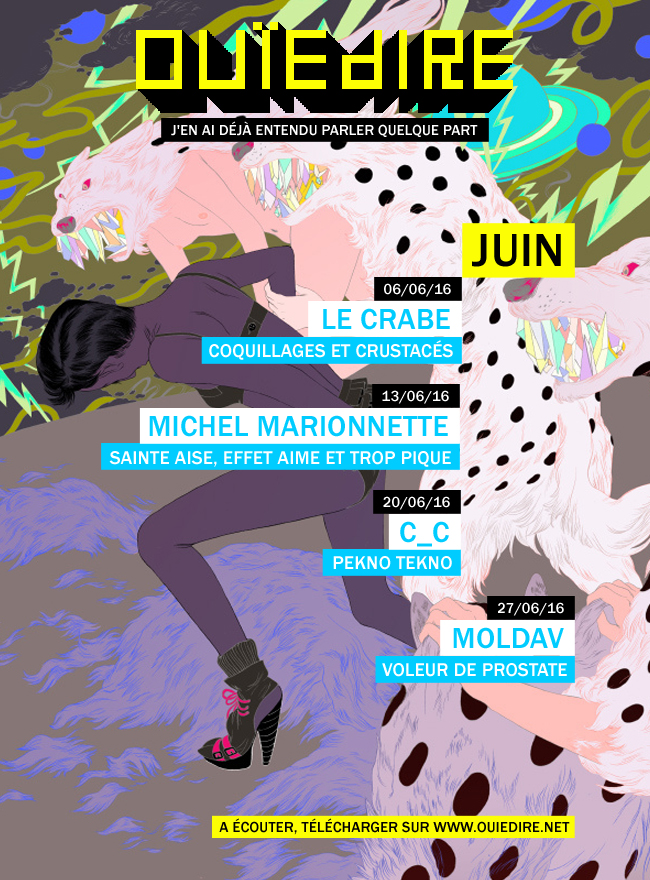 OUÏEDIRE
J'EN AI DÉJÀ ENTENDU PARLER QUELQUE PART
JUIN
06/06/16
LE CRABE
COQUILLAGES ET CRUSTACÉS
13/06/16
MICHEL MARIONNETTE
SAINTE AISE, EFFET AIME ET TROP PIQUE
20/06/16
C_C
PEKNO TEKNO
27/06/16
MOLDAV
VOLEUR DE PROSTATE
A ÉCOUTER, TÉLÉCHARGER SUR WWW.OUIEDIRE.NET